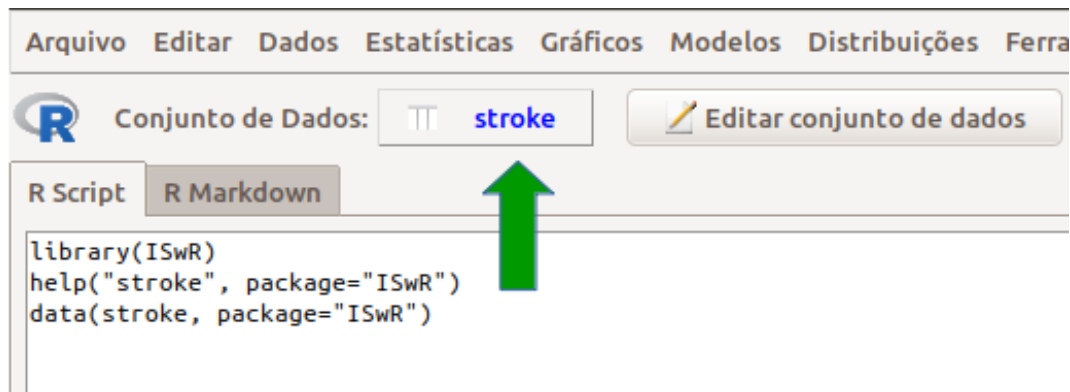 Arquivo Editar Dados Estatísticas Gráficos Modelos Distribuições Ferra
R Conjunto de Dados: stroke Editar conjunto de dados
R Script R Markdown
library(ISwR)
help("stroke", package="ISwR")
data(stroke, package="ISwR")